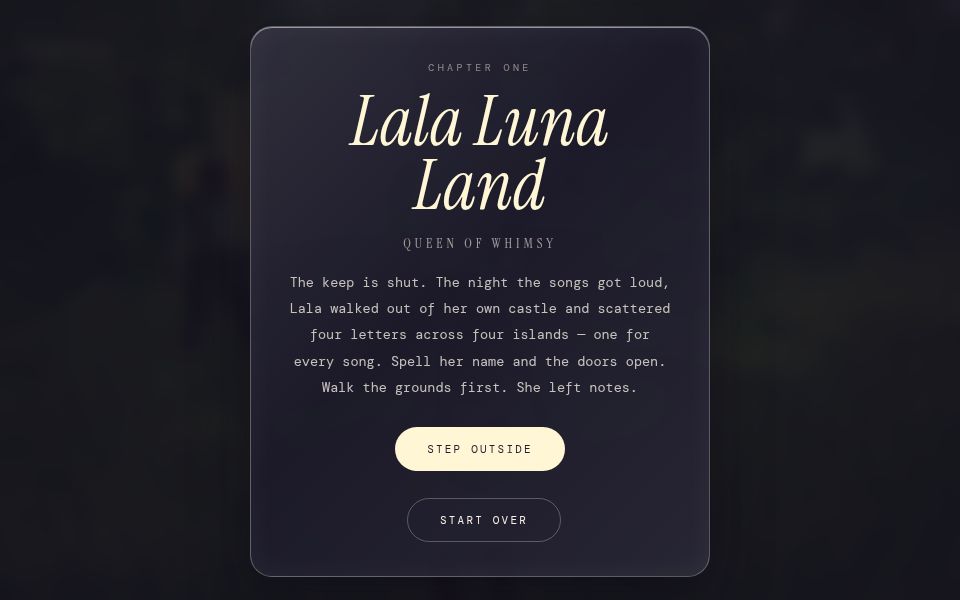 CHAPTER ONE
Lala Luna
Land
QUEEN OF WHIMSY
The keep is shut. The night the songs got loud,
Lala walked out of her own castle and scattered
four letters across four islands — one for
every song. Spell her name and the doors open.
Walk the grounds first. She left notes.
STEP OUTSIDE
START OVER